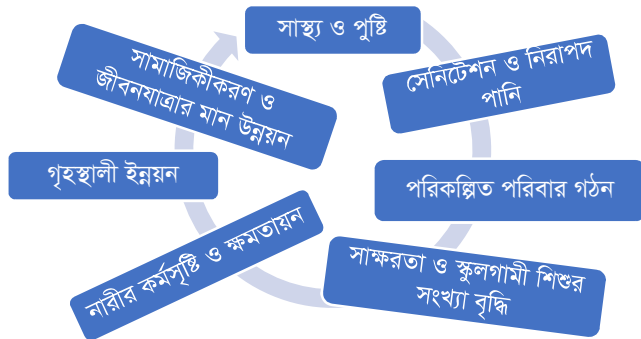 সাস্থ্য ও পুষ্টি
সেনিটেশন ও নিরাপদ
পানি
পরিকল্পিত পরিবার গঠন
সাক্ষরতা ও স্কুলগামী শিশুর
সংখ্যা বৃদ্ধি
নারীর কর্মসৃষ্টি ও ক্ষমতায়ন
গৃহস্থালী ইন্নয়ন
সামাজিকীকরণ ও
জীবনযাত্রার মান উন্নয়ন